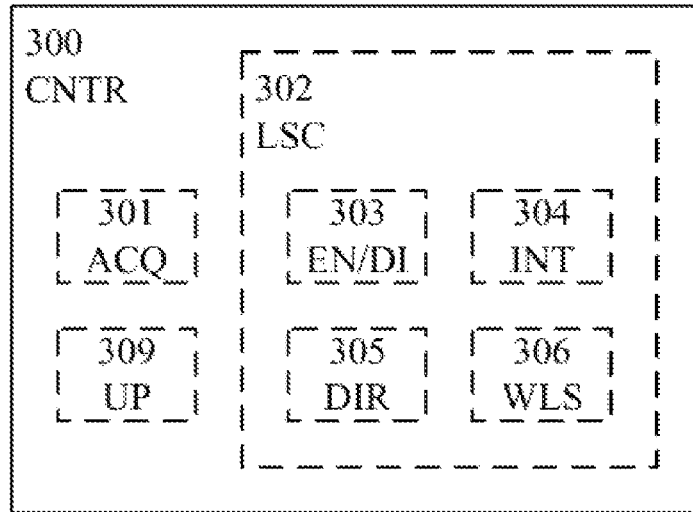 300
CNTR
302
LSC
301
ACQ
303
EN/DI
304
INT
309
UP
305
DIR
306
WLS